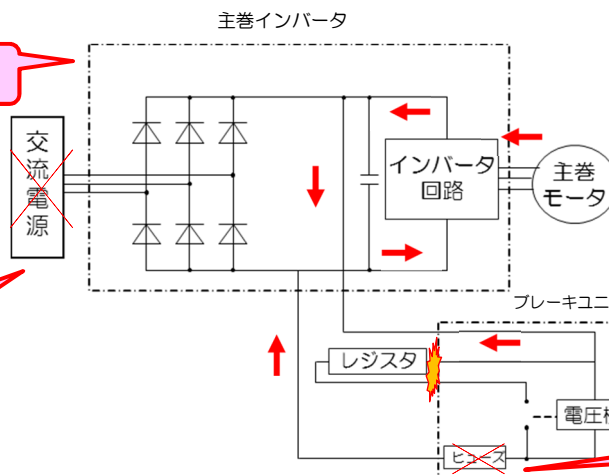 主巻インバータ
交流電源
インバータ
回路
主巻
モータ
ブレーキユニ
レジスタ
電圧検
ヒューズ